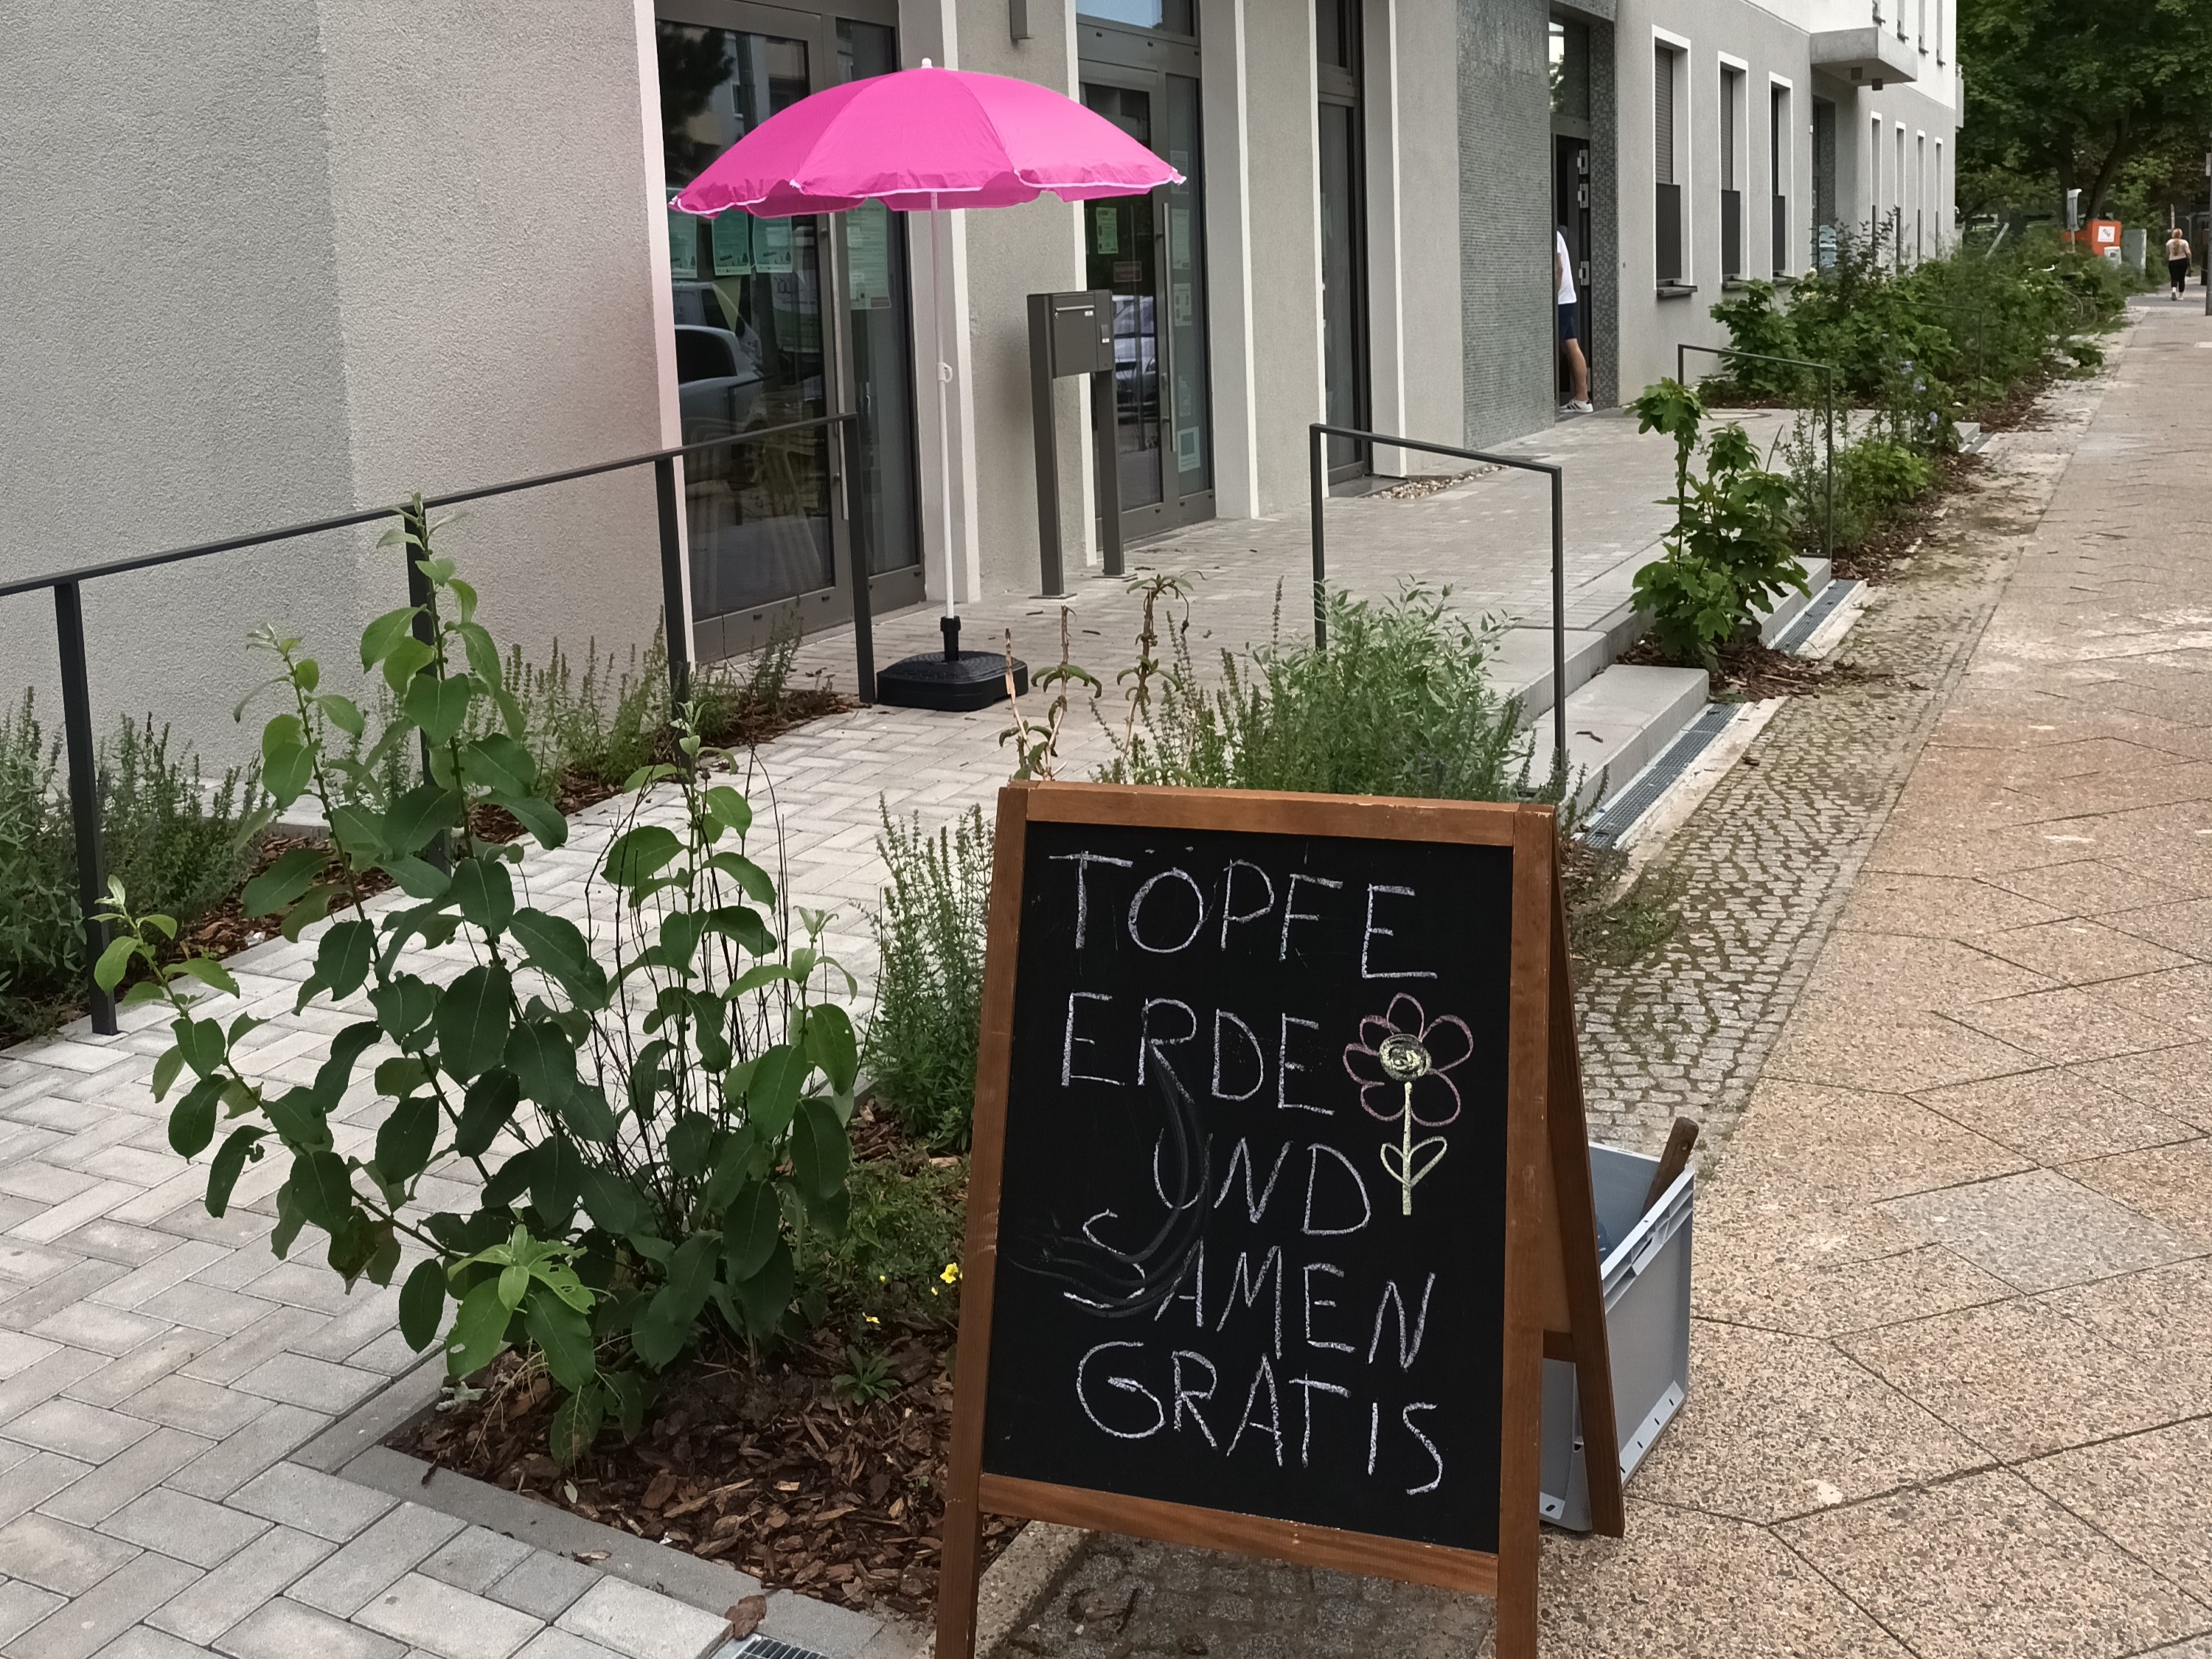 TÖPFE
ERDE
UND
SAMEN
GRATIS